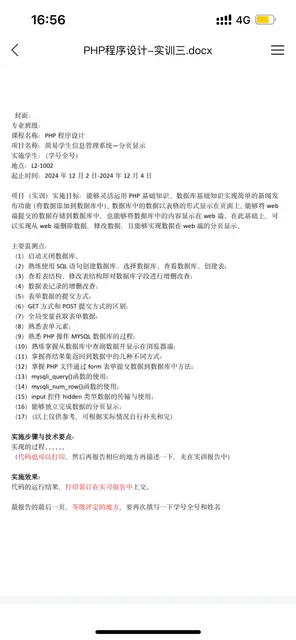 16:56
4G
PHP程序设计-实训三.docx
封面:
专业班级:
课程名称: PHP 程序设计
项目名称: 简易学生信息管理系统—分页显示
实施学生: (学号全号)
地点: L2-1002
起止时间: 2024 年 12 月 2 日-2024 年 12 月 4 日
项目（实训）实施目标: 能够灵活运用 PHP 基础知识、数据库基础知识实现简单的新闻发
布功能 (将数据添加到数据库中)、数据库中的数据以表格的形式显示在页面上, 能够将 web
端提交的数据存储到数据库中, 也能够将数据库中的内容显示在 web 端。在此基础上, 可
以实现从 web 端删除数据, 修改数据, 且能够实现数据在 web 端的分页显示。
主要监测点:
（1）启动关闭数据库、
（2）熟练使用 SQL 语句创建数据库、选择数据库、查看数据库、创建表;
（3）查看表结构、修改表结构即对数据库字段进行增删改查;
（4）数据表记录的增删改查;
（5）表单数据的提交方式;
（6）GET 方式和 POST 提交方式的区别;
（7）全局变量获取表单数据;
（8）熟悉表单元素;
（9）熟悉 PHP 操作 MYSQL 数据库的过程;
（10）熟练掌握从数据库中查询数据并显示在浏览器端;
（11）掌握将结果集返回到数据中的几种不同方式;
（12）掌握 PHP 文件通过 form 表单提交数据到数据库中方法;
（13）mysqli_query()函数的使用;
（14）mysqli_num_row()函数的使用;
（15）input 控件 hidden 类型数据的传输与使用;
（16）能够独立完成数据的分页显示;
（17）(以上仅供参考, 可根据实际情况自行补充和完)
实施步骤与技术要点:
实现的过程......
（代码也可以打印, 然后再报告相应的地方再描述一下, 夹在实训报告中）
实施效果:
代码的运行结果, 打印装订在实习报告中上交。
最报告的最后一页, 等级评定的地方, 要再次填写一下学号全号和姓名